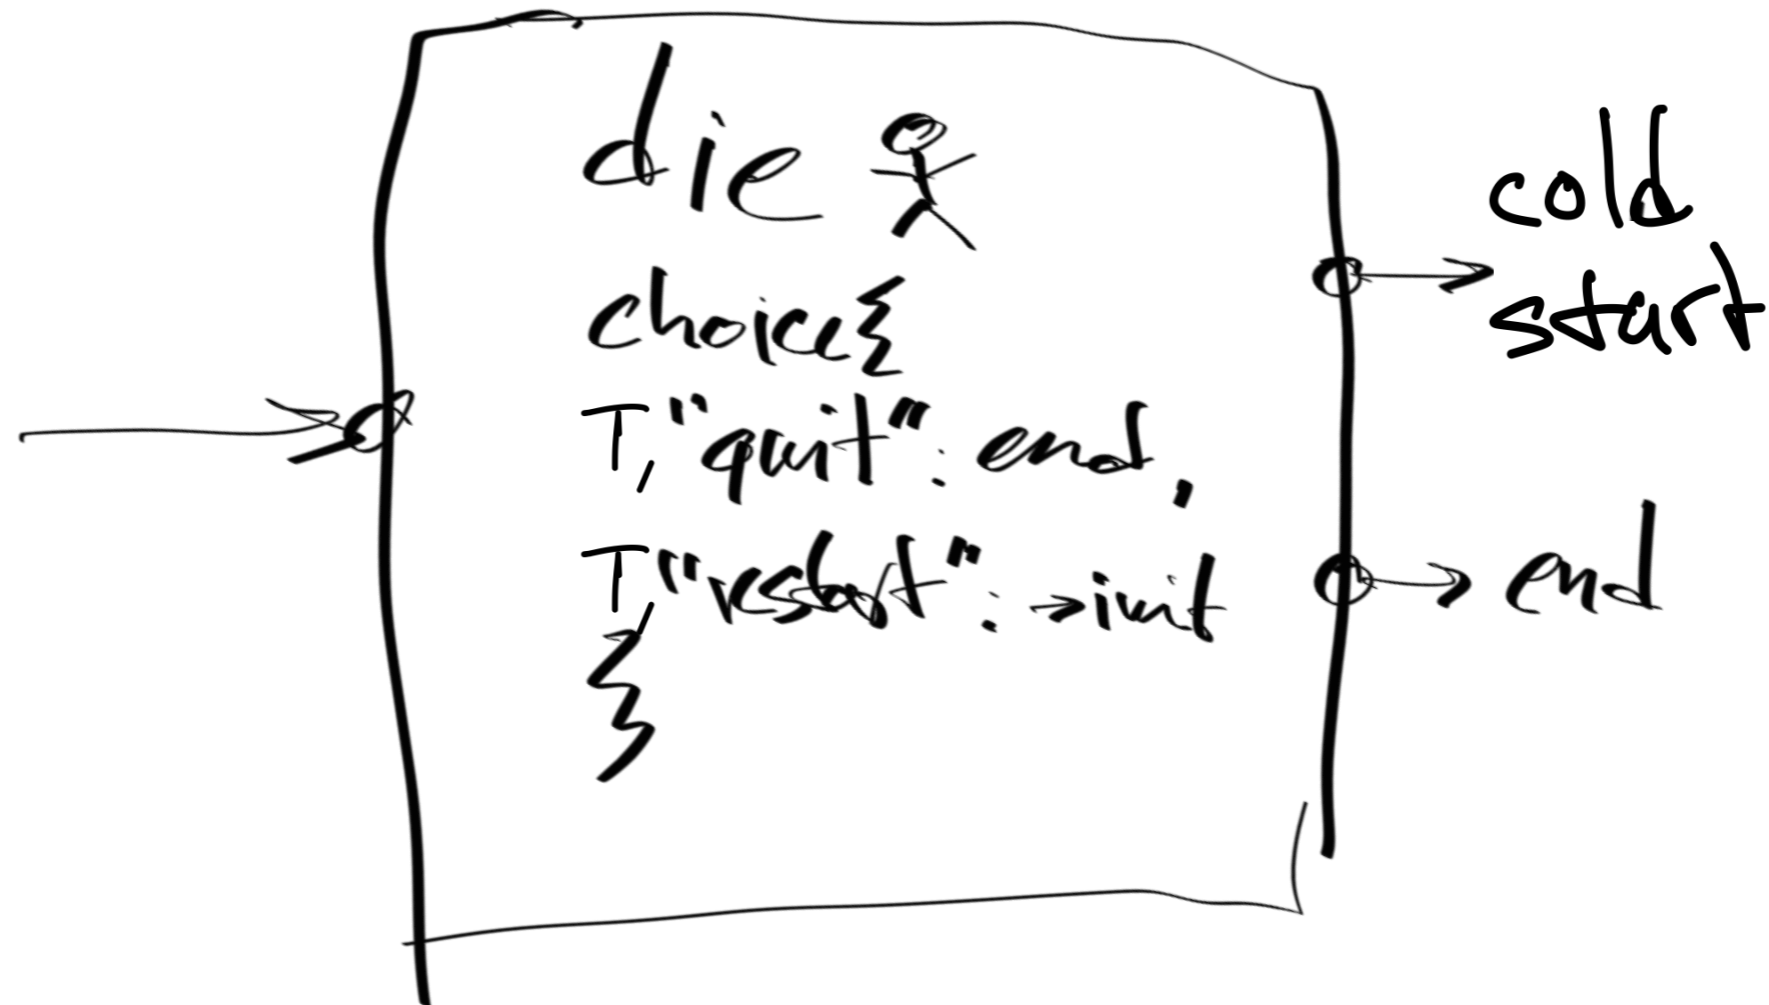 die
choice{
T, "quit": end,
T, "restart": → init
}
cold
start
end